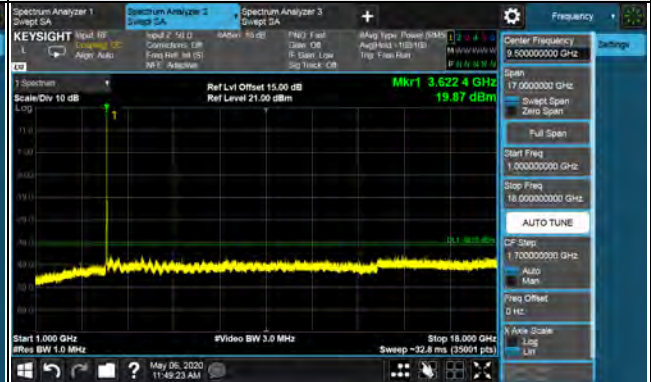 Spectrum Analyzer 1
Swept SA
Spectrum Analyzer 2
Swept SA
Spectrum Analyzer 3
Swept SA
+
Frequency
KEYSIGHT Input: RF
Coupling: DC
Align: Auto
Input Z: 50 Ω
Corrections: Off
Freq Ref: Int (S)
NFE: Adaptive
PNO: Fast
Gate: Off
IF Gain: Low
Sig Track: Off
#Avg Type: Power (RMS)
Avg|Hold:>100/100
Trig: Free Run
Center Frequency
9.500000000 GHz
Settings
1 Spectrum
Scale/Div 10 dB
Log
Ref Lvl Offset 15.00 dB
Ref Level 21.00 dBm
Mkr1 3.622 4 GHz
19.87 dBm
1
Span
17.0000000 GHz
Swept Span
Zero Span
Full Span
Start Freq
1.000000000 GHz
Stop Freq
18.000000000 GHz
AUTO TUNE
CF Step
1.700000000 GHz
Auto
Man
Freq Offset
0 Hz
X Axis Scale
Log
Lin
Start 1.000 GHz
#Res BW 1.0 MHz
#Video BW 3.0 MHz
Stop 18.000 GHz
Sweep ~32.8 ms (35001 pts)
?
May 06, 2020
11:49:23 AM